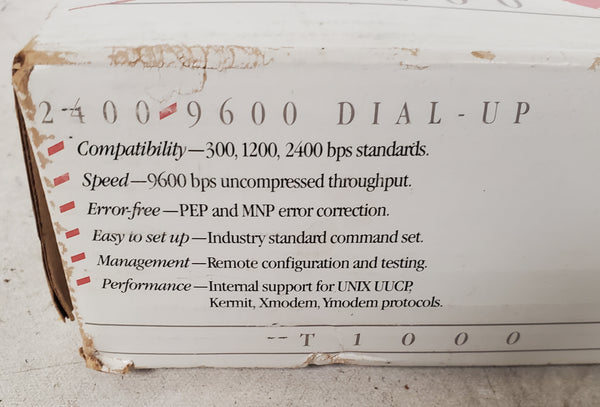 2400-9600 DIAL-UP
Compatibility—300, 1200, 2400 bps standards.
Speed—9600 bps uncompressed throughput.
Error-free—PEP and MNP error correction.
Easy to set up—Industry standard command set.
Management—Remote configuration and testing.
Performance—Internal support for UNIX UUCP,
Kermit, Xmodem, Ymodem protocols.
T1000